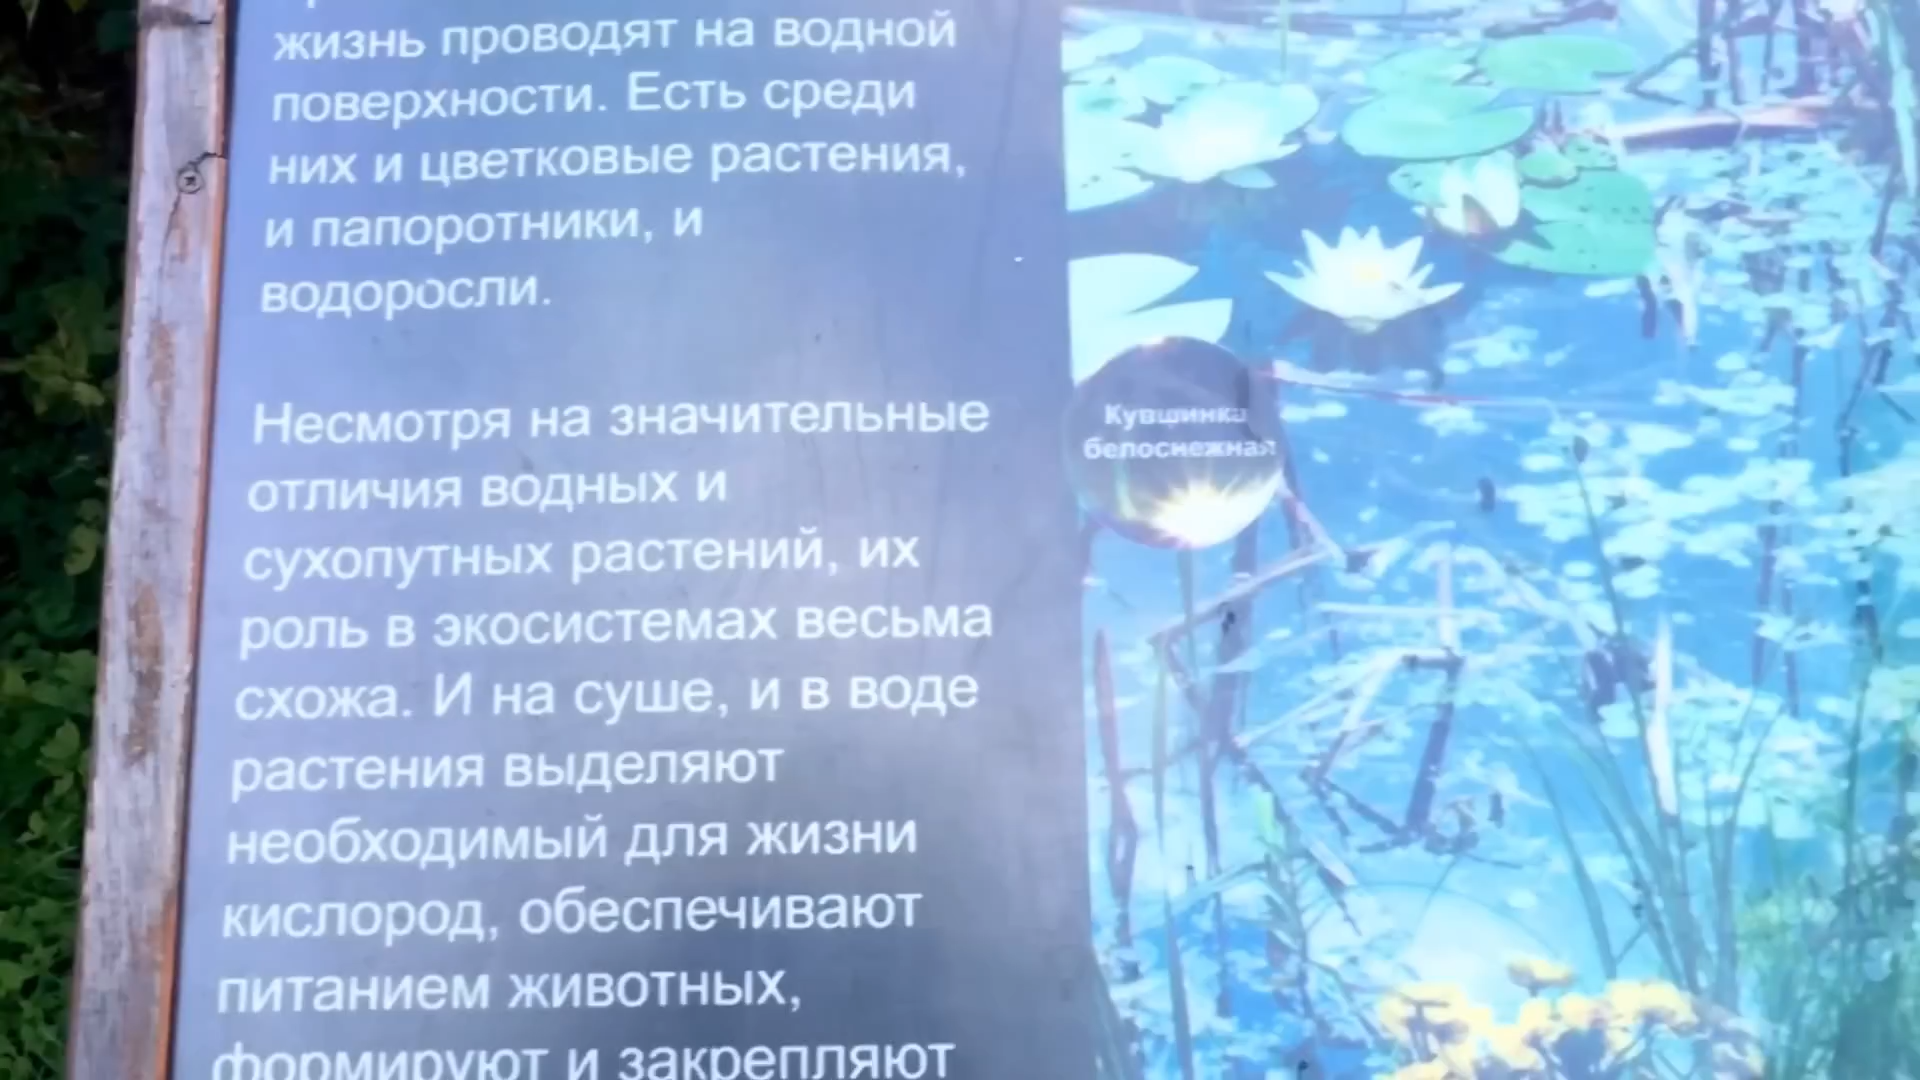 жизнь проводят на водной
поверхности. Есть среди
них и цветковые растения,
и папоротники, и
водоросли.
Несмотря на значительные
отличия водных и
сухопутных растений, их
роль в экосистемах весьма
схожа. И на суше, и в воде
растения выделяют
необходимый для жизни
кислород, обеспечивают
питанием животных,
формируют и закрепляют
Кувшинка
белоснежная